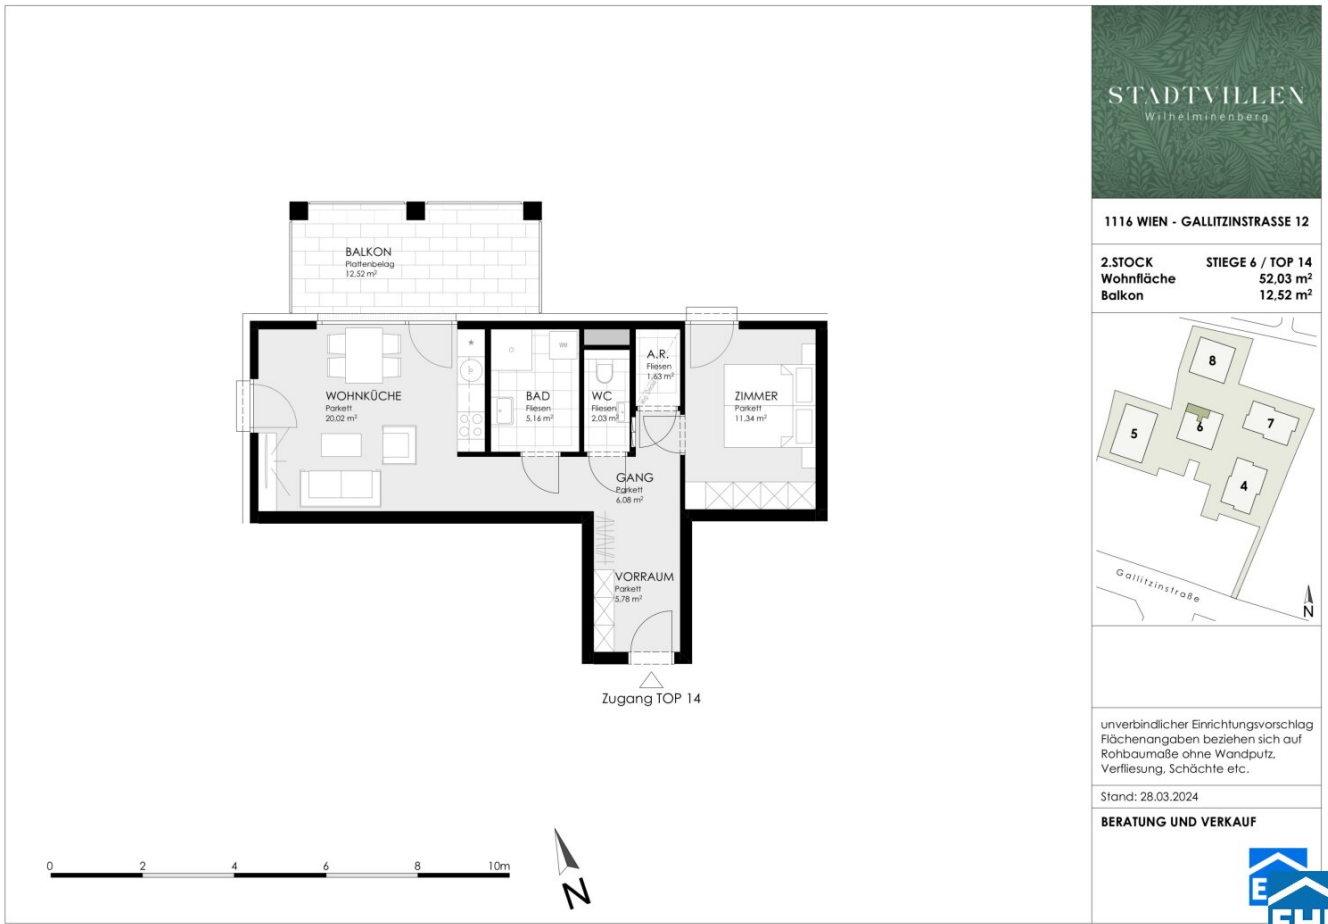 BALKON
Plattenbelag
12.52 m²
WOHNKÜCHE
Parkett
20.02 m²
BAD
Fliesen
5.16 m²
WM
WC
Fliesen
2.03 m²
A.R.
Fliesen
1.63 m²
ZIMMER
Parkett
11.34 m²
GANG
Parkett
6.08 m²
VORRAUM
Parkett
5.78 m²
Zugang TOP 14
0 2 4 6 8 10m
N
STADTVILLEN
Wilhelminenberg
1116 WIEN - GALLITZINSTRASSE 12
2.STOCK STIEGE 6 / TOP 14
Wohnfläche 52,03 m²
Balkon 12,52 m²
8
5
6
7
4
Gallitzinstraße
N
unverbindlicher Einrichtungsvorschlag
Flächenangaben beziehen sich auf
Rohbaumaße ohne Wandputz,
Verfliesung, Schächte etc.
Stand: 28.03.2024
BERATUNG UND VERKAUF